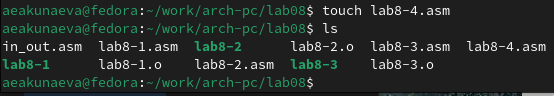 aeakunaeva@fedora:~/work/arch-pc/lab08$ touch lab8-4.asm
aeakunaeva@fedora:~/work/arch-pc/lab08$ ls
in_out.asm lab8-1.asm lab8-2 lab8-2.o lab8-3.asm lab8-4.asm
lab8-1 lab8-1.o lab8-2.asm lab8-3 lab8-3.o
aeakunaeva@fedora:~/work/arch-pc/lab08$